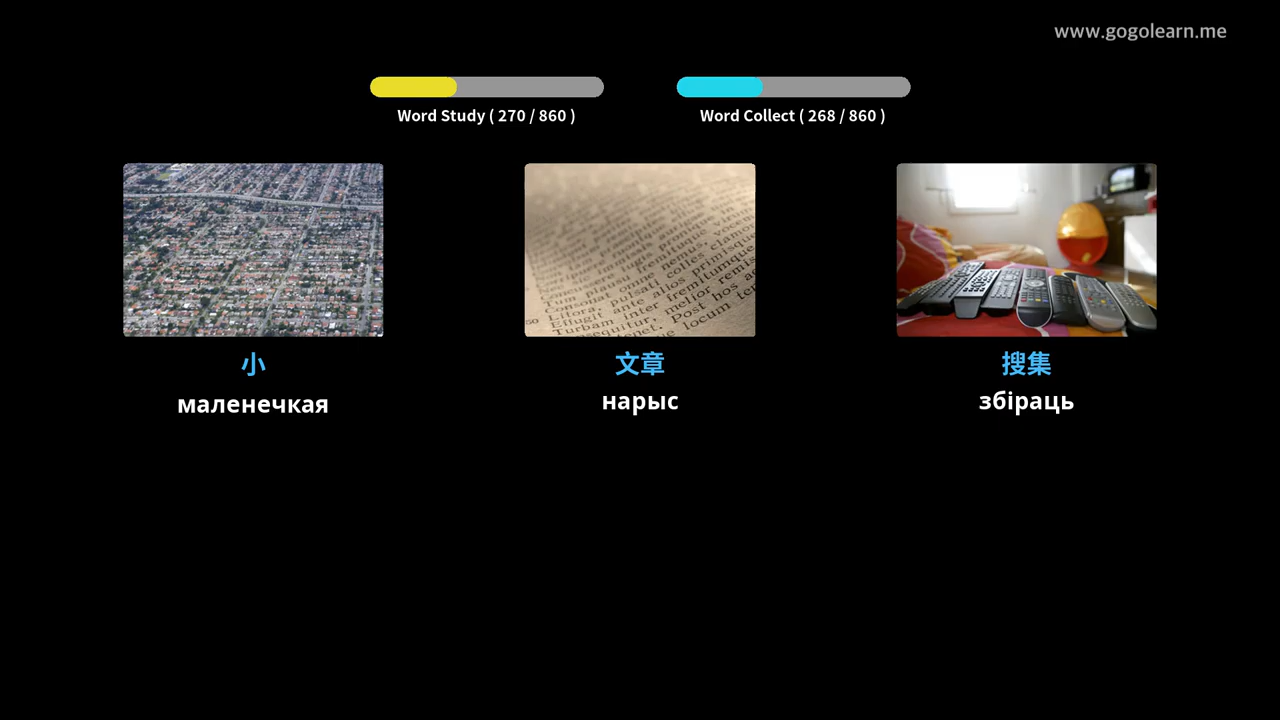 www.gogolearn.me
Word Study ( 270 / 860 )
Word Collect ( 268 / 860 )
小
маленечкая
文章
нарыс
搜集
збіраць